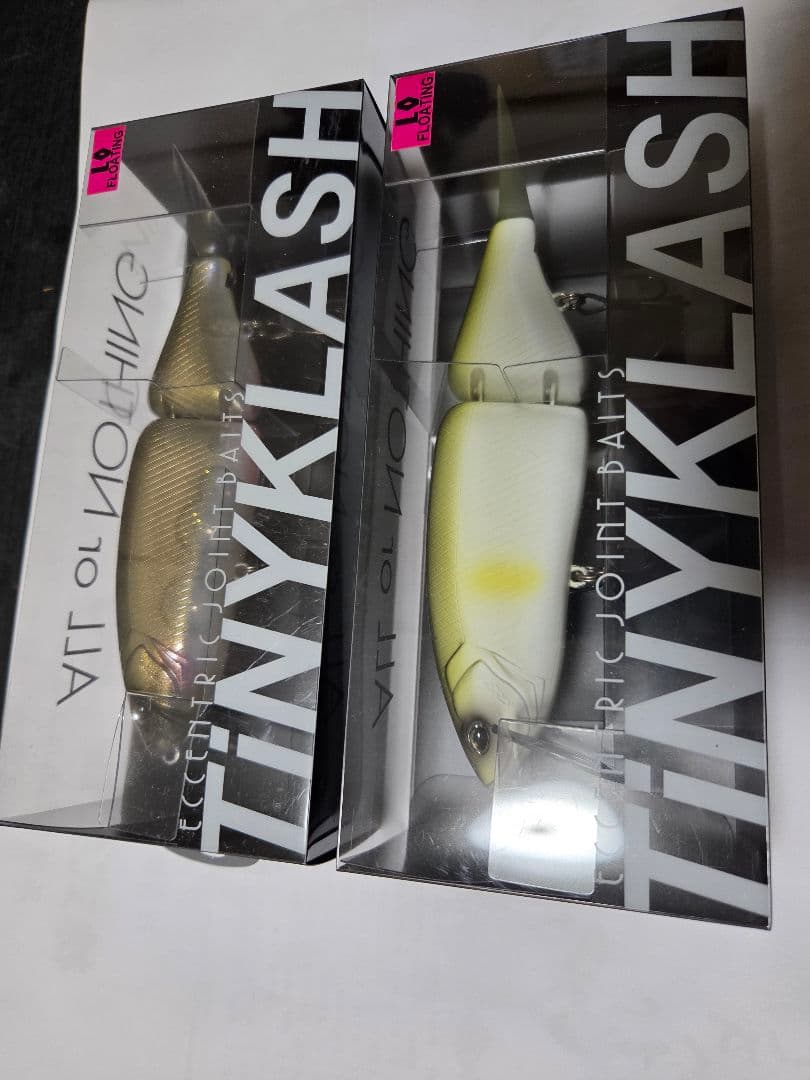 LO
FLOATING
ALL or NOTHING
ECCENTRIC JOINT BAITS
TiNYKLASH
LO
FLOATING
ALL or NOTHING
ECCENTRIC JOINT BAITS
TiNYKLASH